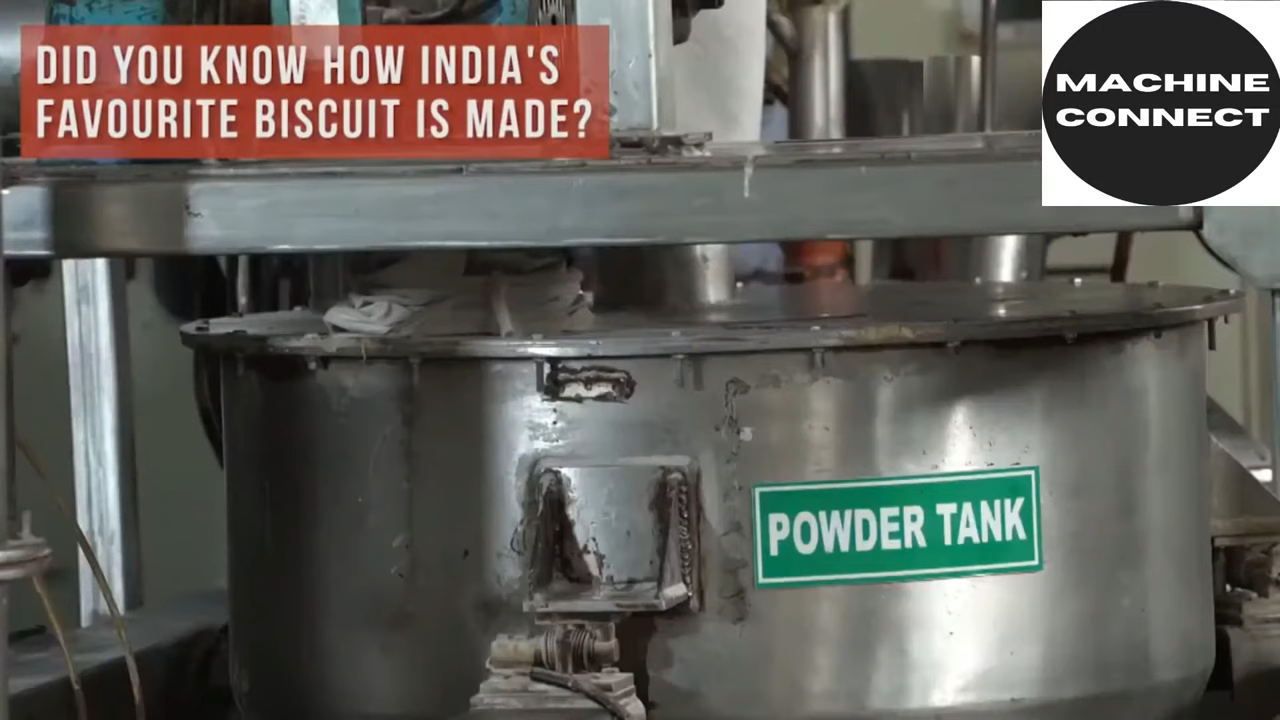 DID YOU KNOW HOW INDIA'S
FAVOURITE BISCUIT IS MADE?
MACHINE
CONNECT
POWDER TANK